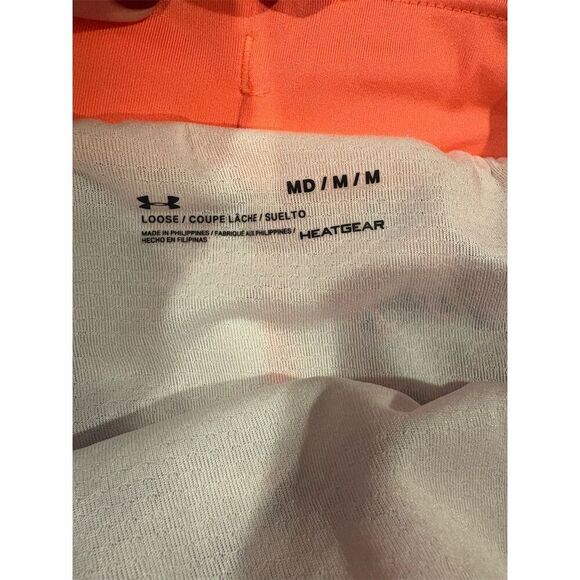 MD / M / M
LOOSE / COUPE LÂCHE / SUELTO
MADE IN PHILIPPINES / FABRIQUÉ AUX PHILIPPINES /
HECHO EN FILIPINAS
HEATGEAR